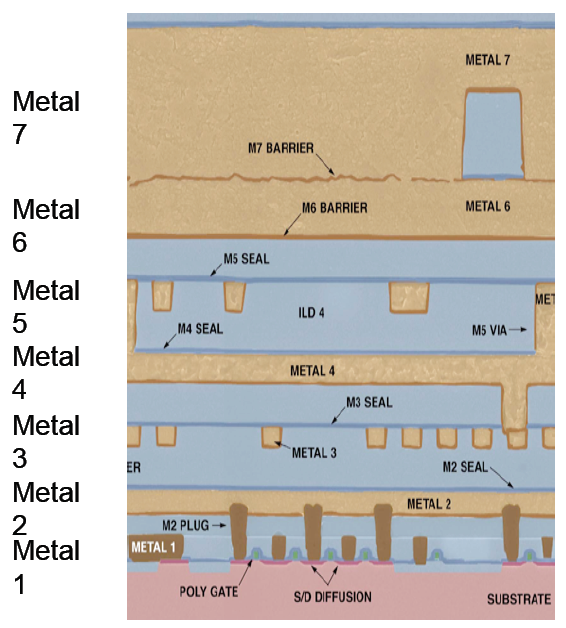 METAL 7
Metal
7
M7 BARRIER
Metal
6
M6 BARRIER
METAL 6
M5 SEAL
Metal
5
ILD 4
MET
M4 SEAL
M5 VIA
Metal
4
METAL 4
M3 SEAL
Metal
3
METAL 3
ER
M2 SEAL
Metal
2
METAL 2
M2 PLUG
Metal
1
METAL 1
POLY GATE
S/D DIFFUSION
SUBSTRATE